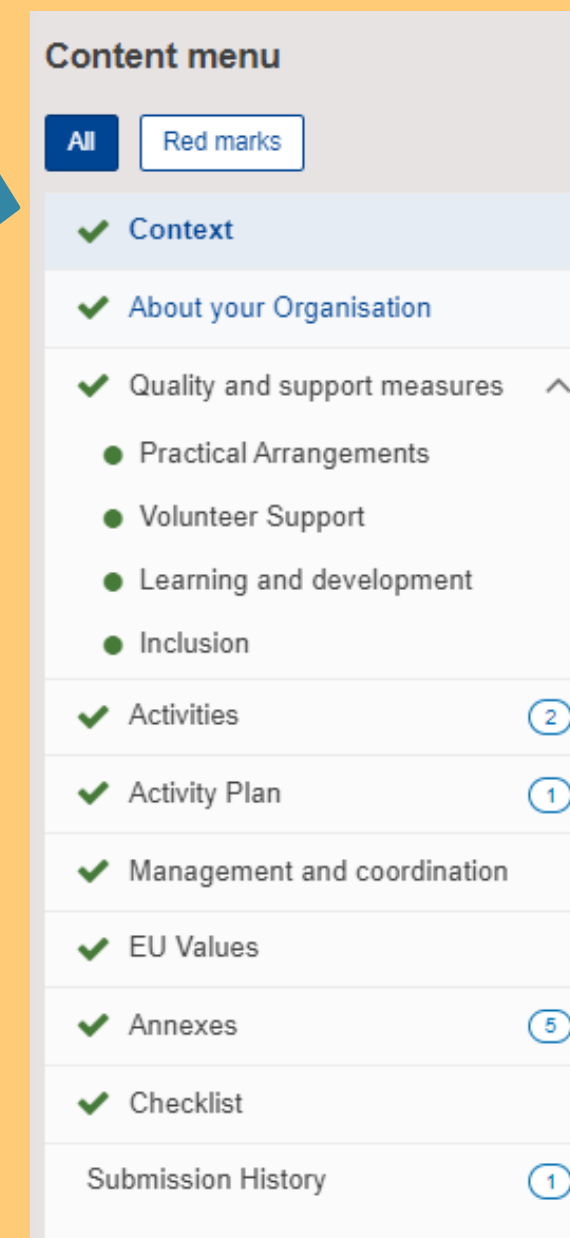 Content menu
All Red marks
Context
About your Organisation
Quality and support measures
Practical Arrangements
Volunteer Support
Learning and development
Inclusion
Activities 2
Activity Plan 1
Management and coordination
EU Values
Annexes 5
Checklist
Submission History 1